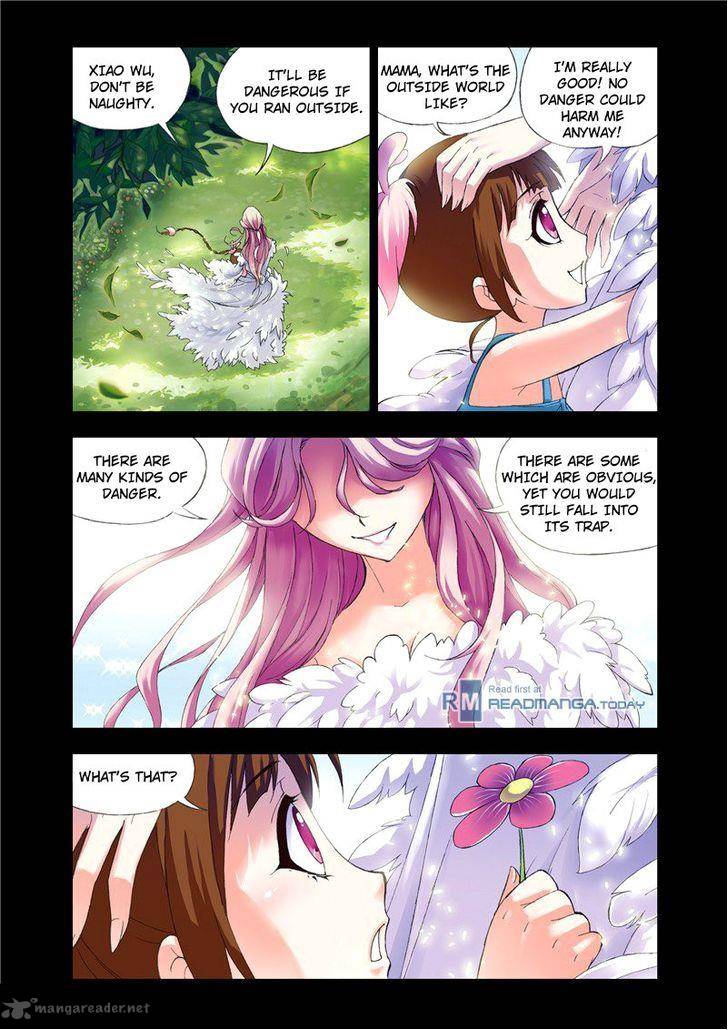 XIAO WU,
DON'T BE
NAUGHTY.
IT'LL BE
DANGEROUS IF
YOU RAN OUTSIDE.
MAMA, WHAT'S THE
OUTSIDE WORLD
LIKE?
I'M REALLY
GOOD! NO
DANGER COULD
HARM ME
ANYWAY!
THERE ARE
MANY KINDS OF
DANGER.
THERE ARE SOME
WHICH ARE OBVIOUS,
YET YOU WOULD
STILL FALL INTO
ITS TRAP.
RM
Read first at
READMANGA.TODAY
WHAT'S THAT?
mangareader.net